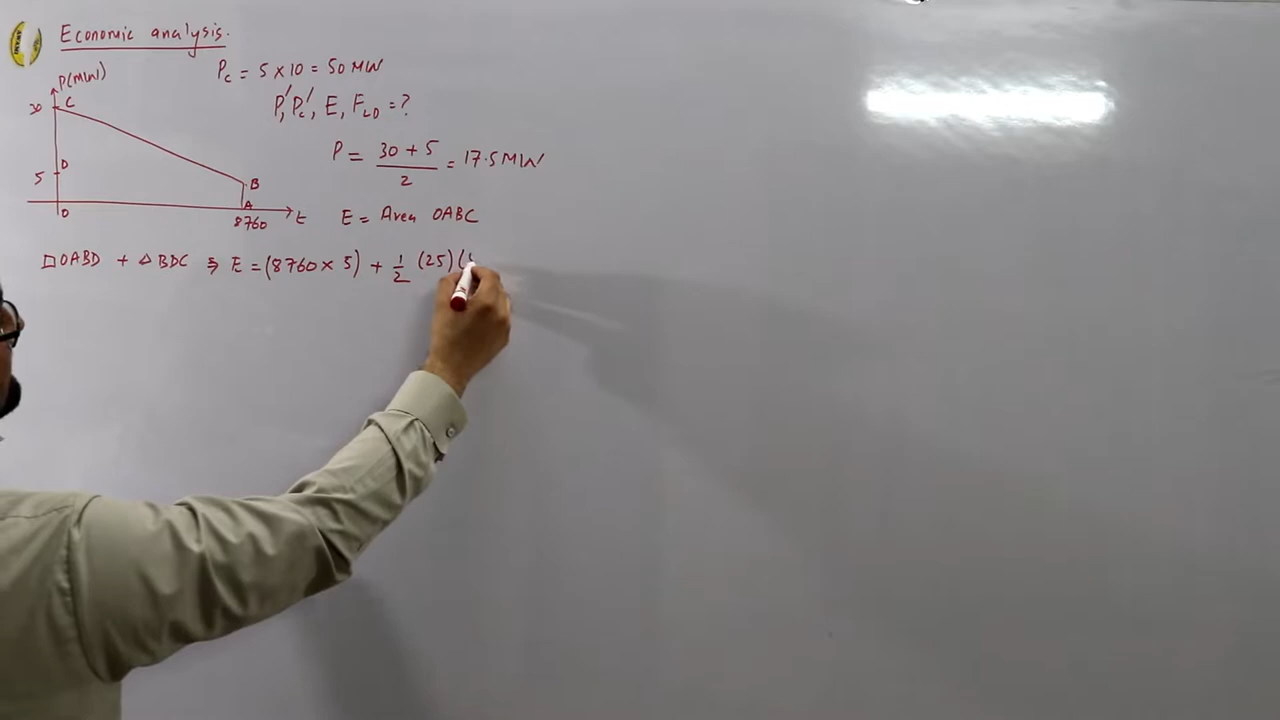 Economic analysis.
P(MW)
Pc = 5 × 10 = 50 MW
30 C
P', Pc', E, FLD = ?
P = 30 + 5 / 2 = 17.5 MW
D
5
B
A
O
8760
t
E = Area OABC
□OABD + △BDC ⇒ E = (8760 × 5) + 1/2 (25)(